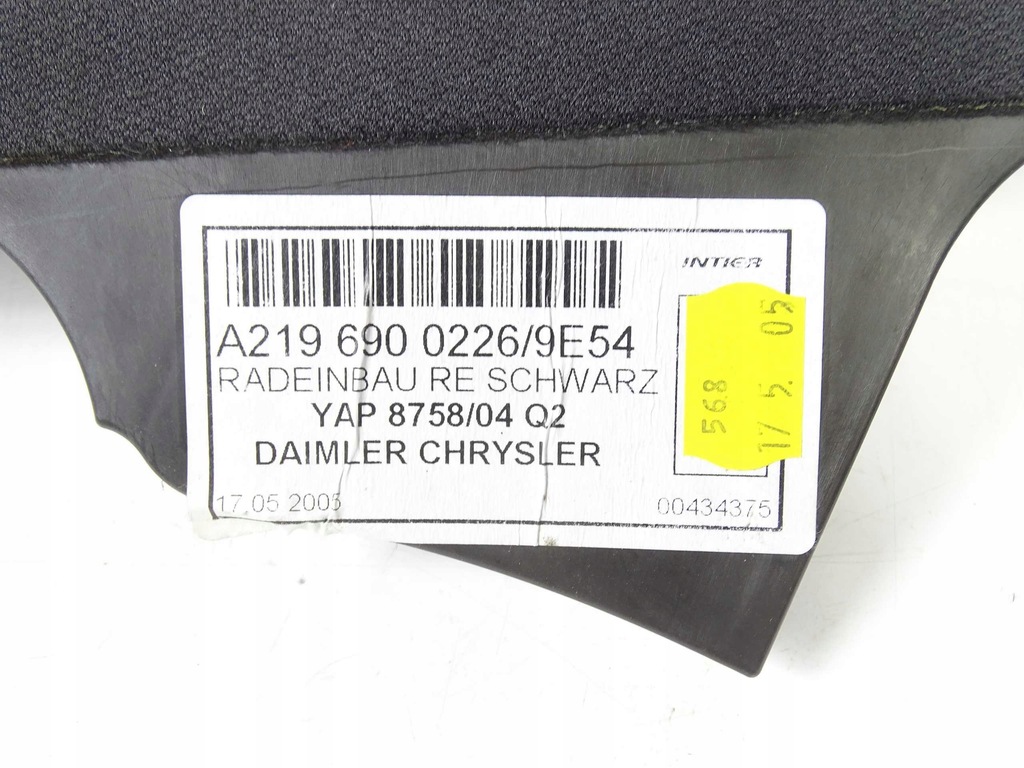 INTIER
A219 690 0226/9E54
RADEINBAU RE SCHWARZ
YAP 8758/04 Q2
DAIMLER CHRYSLER
17.05 2005
00434375
568
17. 5. 05